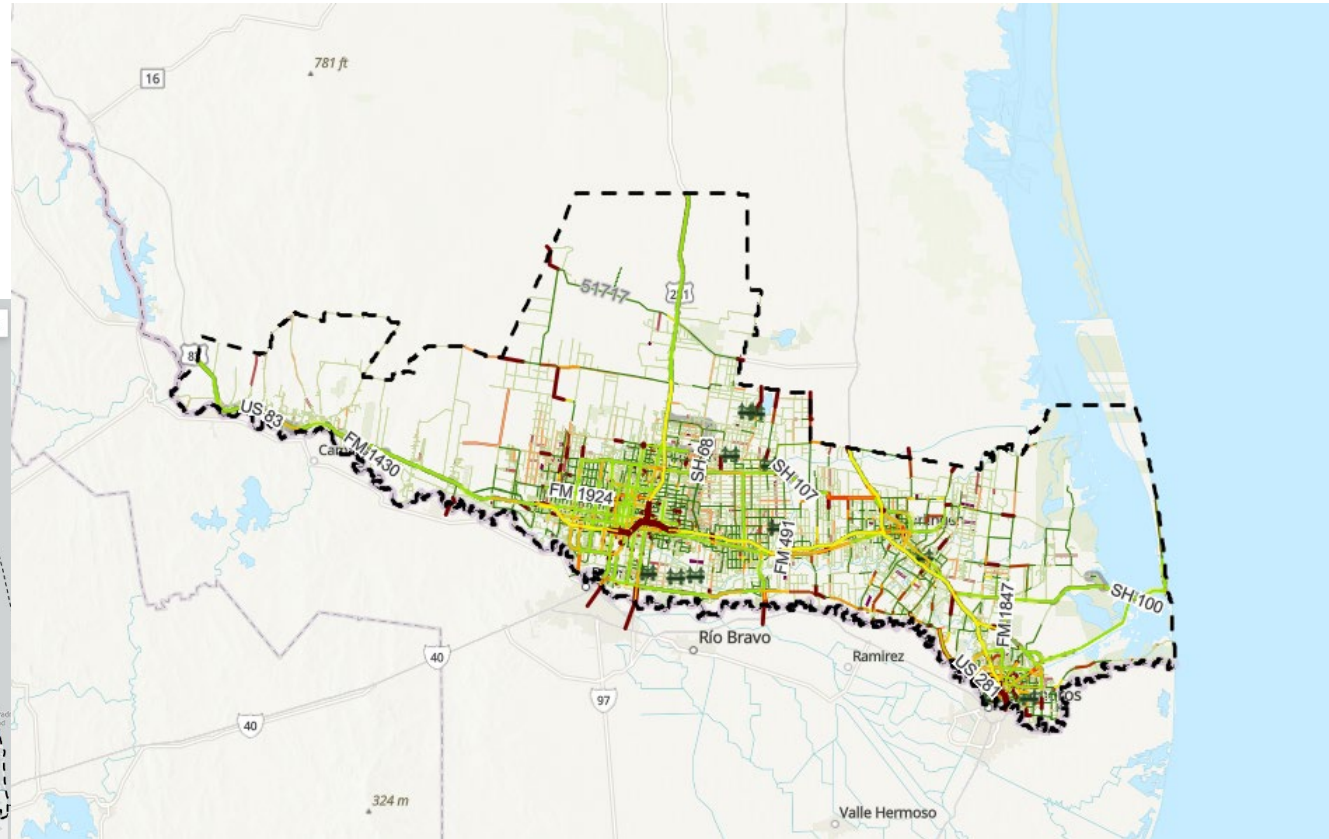 781 ft
16
51717
281
83
US 83
FM 1430
FM 1924
SH 68
SH 107
FM 491
FM 1847
SH 100
US 281
Río Bravo
Ramirez
40
97
40
324 m
Valle Hermoso